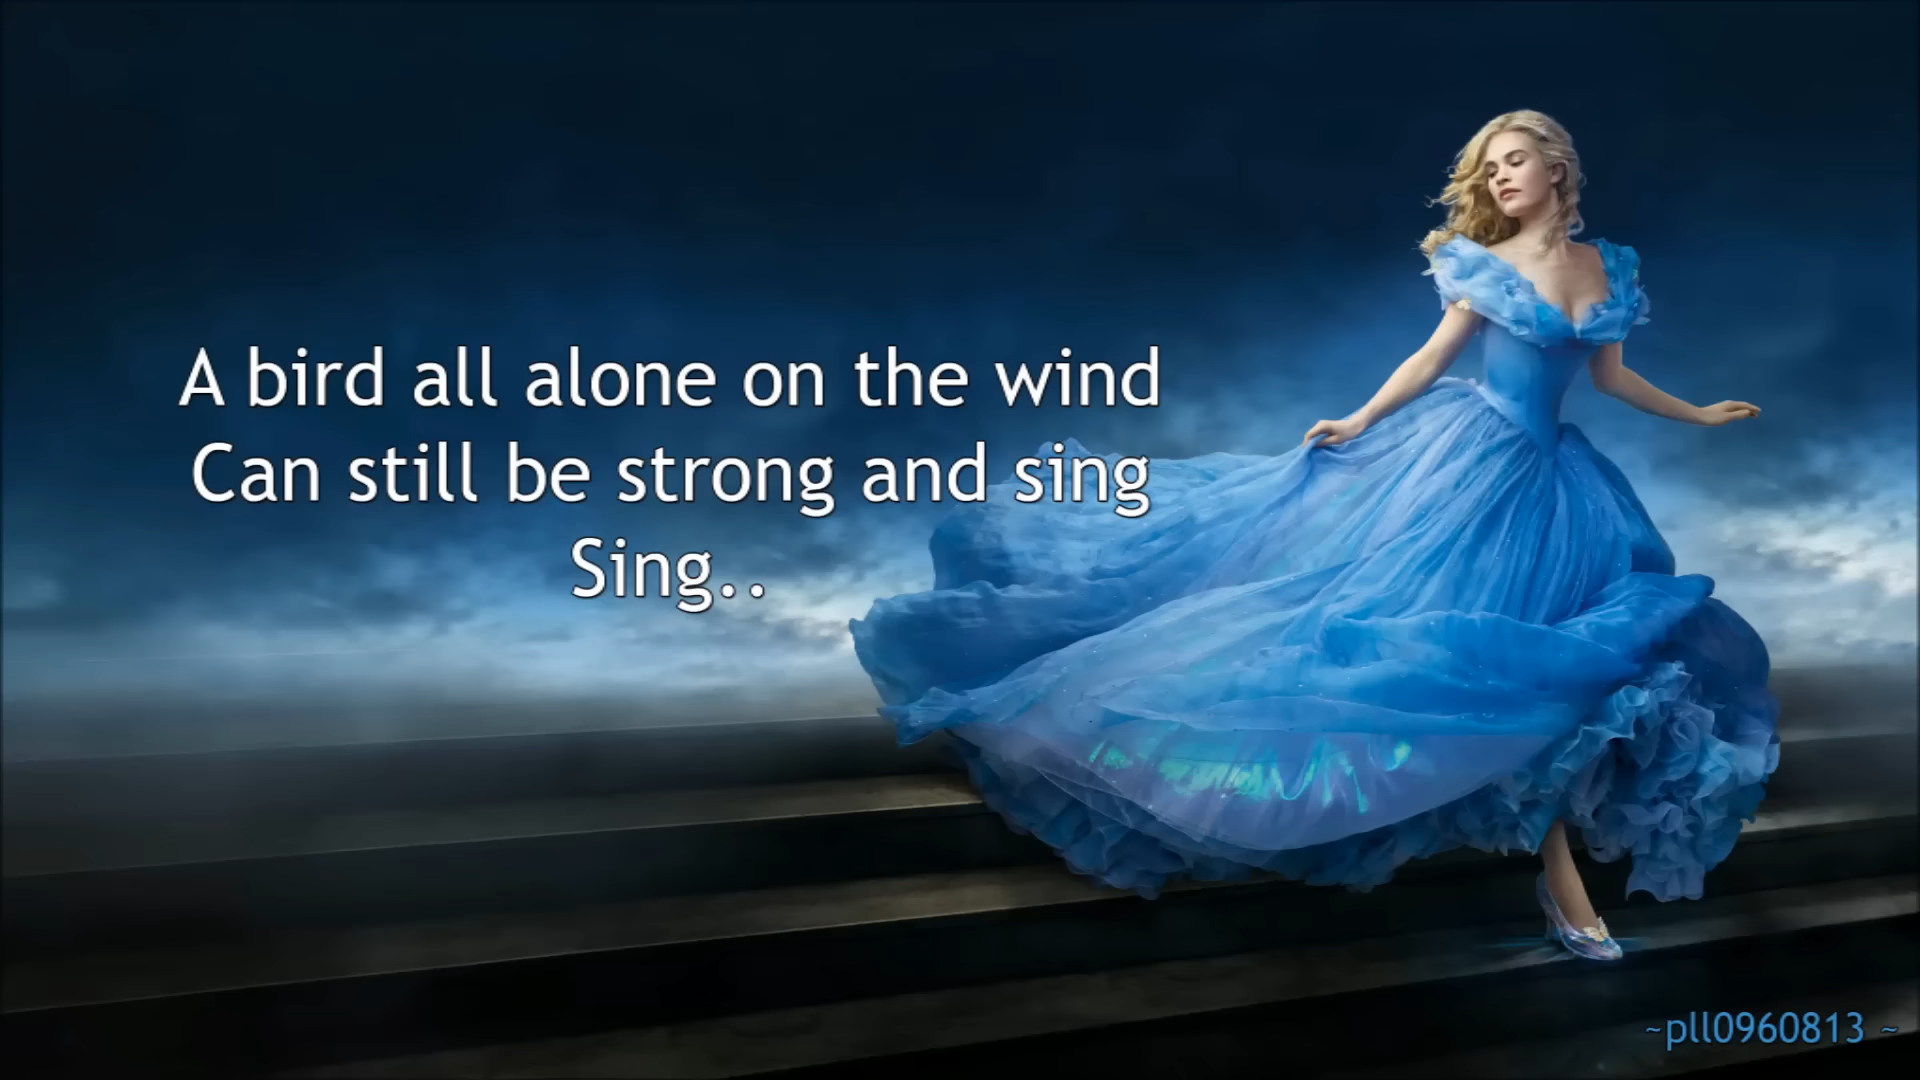 A bird all alone on the wind
Can still be strong and sing
Sing..
~pll0960813 ~